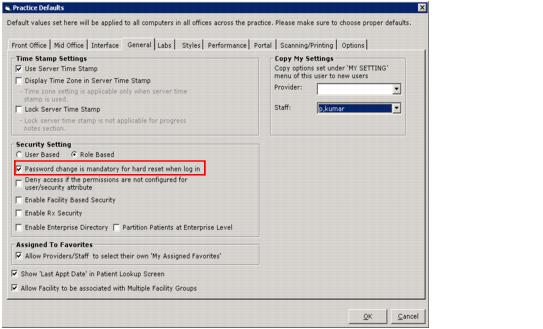 Practice Defaults
Default values set here will be applied to all computers in all offices across the practice. Please make sure to choose proper defaults.
Front Office Mid Office Interface General Labs Styles Performance Portal Scanning/Printing Options
Time Stamp Settings
Use Server Time Stamp
Display Time Zone in Server Time Stamp
- Time zone setting is applicable only when server time
stamp is used.
Lock Server Time Stamp
- Lock server time stamp is not applicable for progress
notes section.
Copy My Settings
Copy options set under 'MY SETTING'
menu of this user to new users
Provider:
Staff: p,kumar
Security Setting
User Based Role Based
Password change is mandatory for hard reset when log in
Deny access if the permissions are not configured for
user/security attribute
Enable Facility Based Security
Enable Rx Security
Enable Enterprise Directory Partition Patients at Enterprise Level
Assigned To Favorites
Allow Providers/Staff to select their own 'My Assigned Favorites'
Show 'Last Appt Date' in Patient Lookup Screen
Allow Facility to be associated with Multiple Facility Groups
OK Cancel